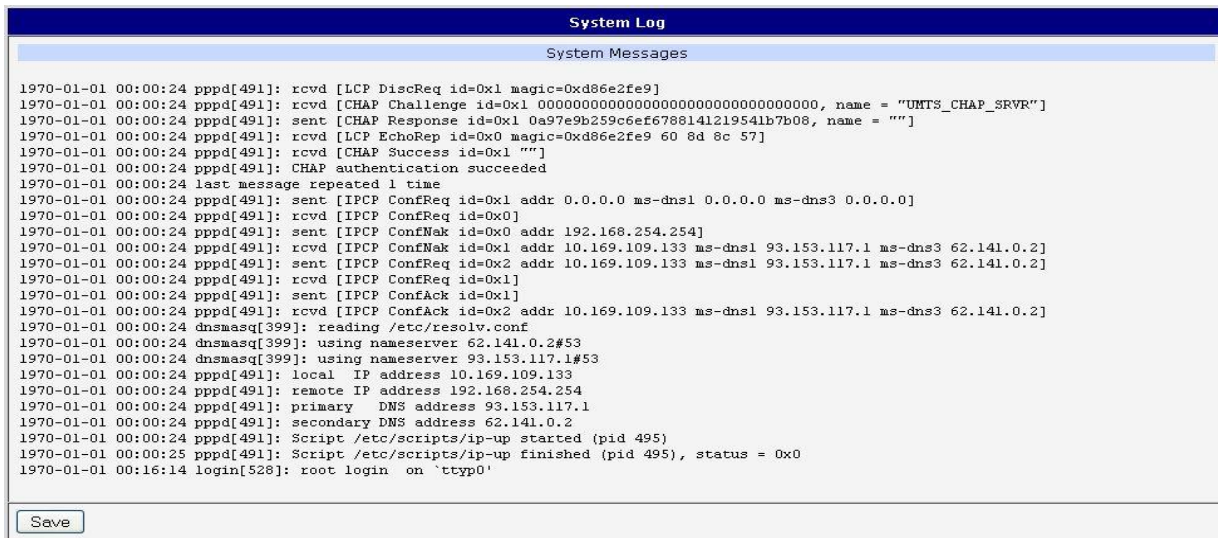 System Log
System Messages
1970-01-01 00:00:24 pppd[491]: rcvd [LCP DiscReq id=0x1 magic=0xd86e2fe9]
1970-01-01 00:00:24 pppd[491]: rcvd [CHAP Challenge id=0x1 00000000000000000000000000000000, name = "UMTS_CHAP_SRVR"]
1970-01-01 00:00:24 pppd[491]: sent [CHAP Response id=0x1 0a97e9b259c6ef6788141219541b7b08, name = ""]
1970-01-01 00:00:24 pppd[491]: rcvd [LCP EchoRep id=0x0 magic=0xd86e2fe9 60 8d 8c 57]
1970-01-01 00:00:24 pppd[491]: rcvd [CHAP Success id=0x1 ""]
1970-01-01 00:00:24 pppd[491]: CHAP authentication succeeded
1970-01-01 00:00:24 last message repeated 1 time
1970-01-01 00:00:24 pppd[491]: sent [IPCP ConfReq id=0x1 addr 0.0.0.0 ms-dns1 0.0.0.0 ms-dns3 0.0.0.0]
1970-01-01 00:00:24 pppd[491]: rcvd [IPCP ConfReq id=0x0]
1970-01-01 00:00:24 pppd[491]: sent [IPCP ConfNak id=0x0 addr 192.168.254.254]
1970-01-01 00:00:24 pppd[491]: rcvd [IPCP ConfNak id=0x1 addr 10.169.109.133 ms-dns1 93.153.117.1 ms-dns3 62.141.0.2]
1970-01-01 00:00:24 pppd[491]: sent [IPCP ConfReq id=0x2 addr 10.169.109.133 ms-dns1 93.153.117.1 ms-dns3 62.141.0.2]
1970-01-01 00:00:24 pppd[491]: rcvd [IPCP ConfReq id=0x1]
1970-01-01 00:00:24 pppd[491]: sent [IPCP ConfAck id=0x1]
1970-01-01 00:00:24 pppd[491]: rcvd [IPCP ConfAck id=0x2 addr 10.169.109.133 ms-dns1 93.153.117.1 ms-dns3 62.141.0.2]
1970-01-01 00:00:24 dnsmasq[399]: reading /etc/resolv.conf
1970-01-01 00:00:24 dnsmasq[399]: using nameserver 62.141.0.2#53
1970-01-01 00:00:24 dnsmasq[399]: using nameserver 93.153.117.1#53
1970-01-01 00:00:24 pppd[491]: local  IP address 10.169.109.133
1970-01-01 00:00:24 pppd[491]: remote IP address 192.168.254.254
1970-01-01 00:00:24 pppd[491]: primary   DNS address 93.153.117.1
1970-01-01 00:00:24 pppd[491]: secondary DNS address 62.141.0.2
1970-01-01 00:00:24 pppd[491]: Script /etc/scripts/ip-up started (pid 495)
1970-01-01 00:00:25 pppd[491]: Script /etc/scripts/ip-up finished (pid 495), status = 0x0
1970-01-01 00:16:14 login[528]: root login  on `ttyp0'
Save